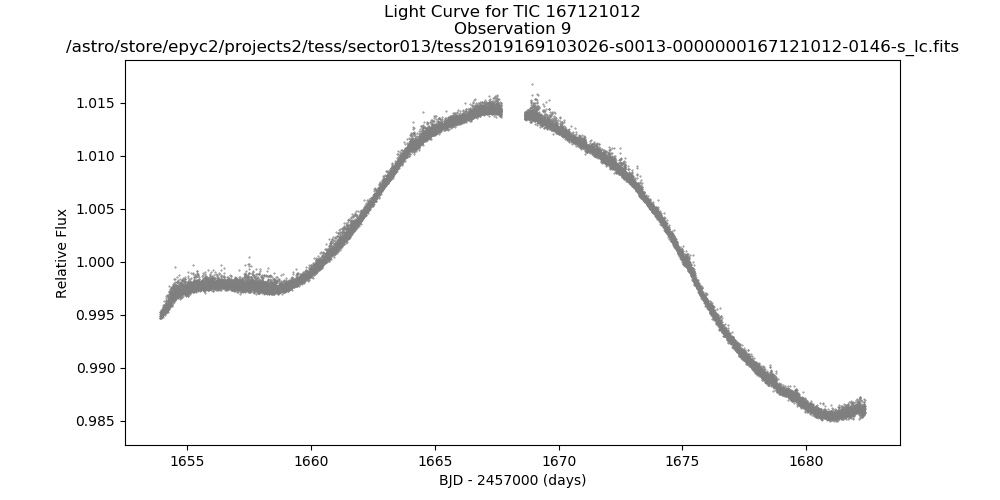 Light Curve for TIC 167121012
Observation 9
/astro/store/epyc2/projects2/tess/sector013/tess2019169103026-s0013-0000000167121012-0146-s_lc.fits
1.015
1.010
1.005
1.000
0.995
0.990
0.985
Relative Flux
1655 1660 1665 1670 1675 1680
BJD - 2457000 (days)